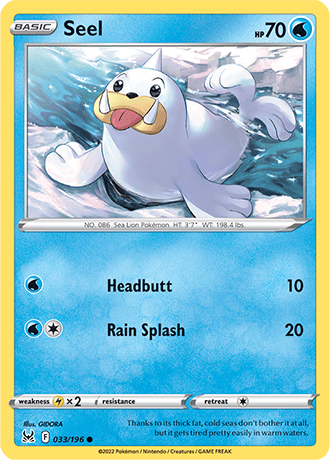 BASIC Seel HP 70
NO. 086 Sea Lion Pokémon HT: 3'7" WT: 198.4 lbs.
Headbutt 10
Rain Splash 20
weakness ×2 resistance retreat
Illus. GIDORA
F 033/196
Thanks to its thick fat, cold seas don't bother it at all,
but it gets tired pretty easily in warm waters.
©2022 Pokémon / Nintendo / Creatures / GAME FREAK